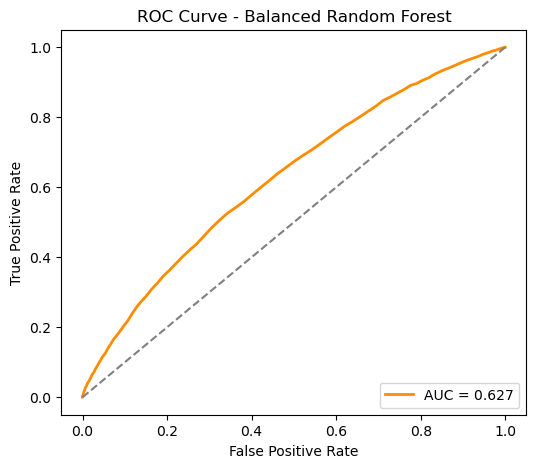 ROC Curve - Balanced Random Forest
1.0
0.8
0.6
0.4
0.2
0.0
True Positive Rate
AUC = 0.627
0.0 0.2 0.4 0.6 0.8 1.0
False Positive Rate